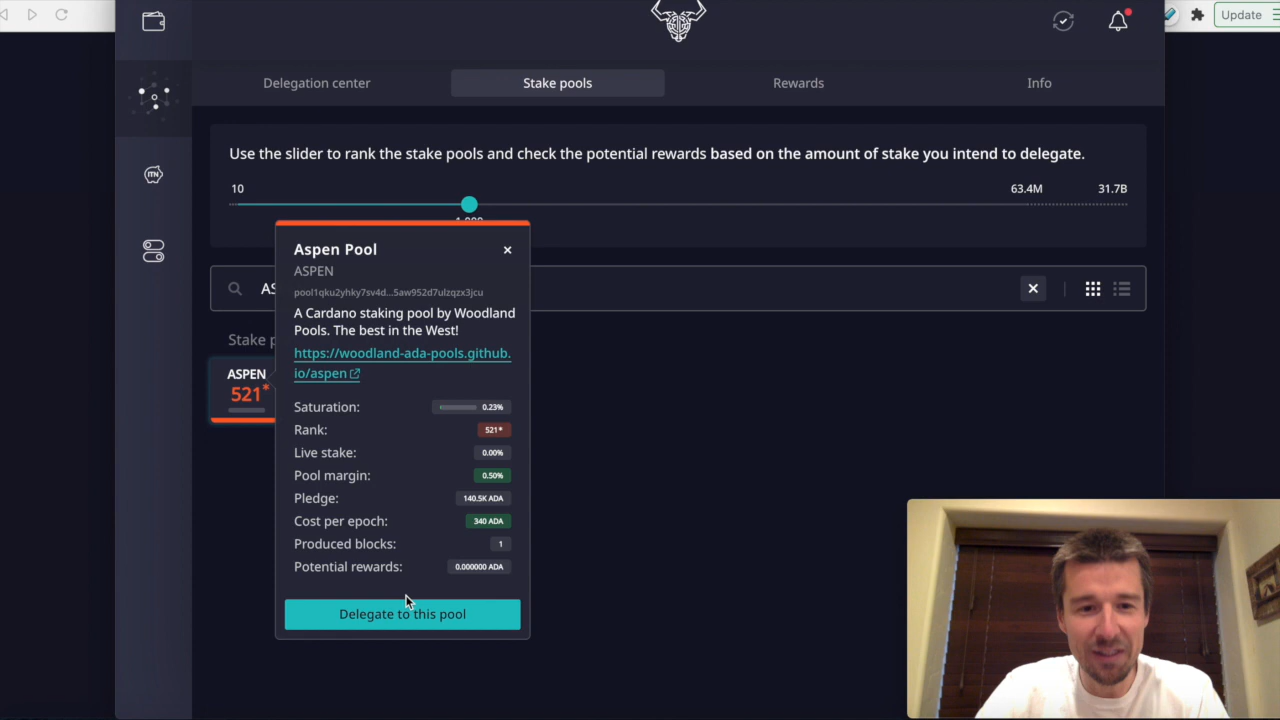 Update
Delegation center
Stake pools
Rewards
Info
Use the slider to rank the stake pools and check the potential rewards based on the amount of stake you intend to delegate.
10
63.4M
31.7B
ITN
Aspen Pool
ASPEN
pool1qku2yhky7sv4d...5aw952d7ulzqzx3jcu
A Cardano staking pool by Woodland
Pools. The best in the West!
https://woodland-ada-pools.github.
io/aspen
ASPEN
521*
Saturation: 0.23%
Rank: 521*
Live stake: 0.00%
Pool margin: 0.50%
Pledge: 140.5K ADA
Cost per epoch: 340 ADA
Produced blocks: 1
Potential rewards: 0.000000 ADA
Delegate to this pool